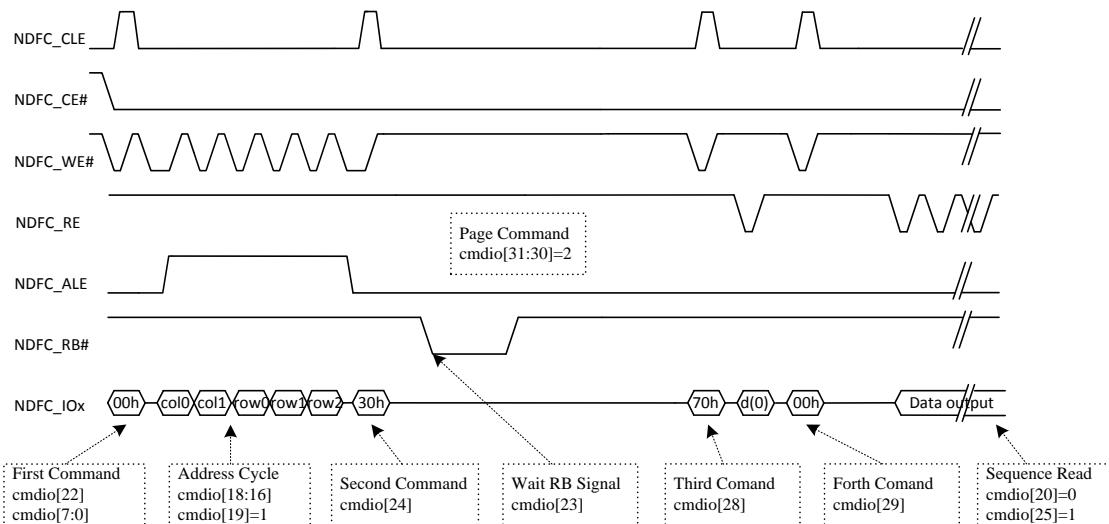 NDFC_CLE
NDFC_CE#
NDFC_WE#
NDFC_RE
Page Command
cmdio[31:30]=2
NDFC_ALE
NDFC_RB#
NDFC_IOx 00h col0 col1 row0 row1 row2 30h 70h d(0) 00h Data output
First Command
cmdio[22]
cmdio[7:0]
Address Cycle
cmdio[18:16]
cmdio[19]=1
Second Command
cmdio[24]
Wait RB Signal
cmdio[23]
Third Comand
cmdio[28]
Forth Comand
cmdio[29]
Sequence Read
cmdio[20]=0
cmdio[25]=1